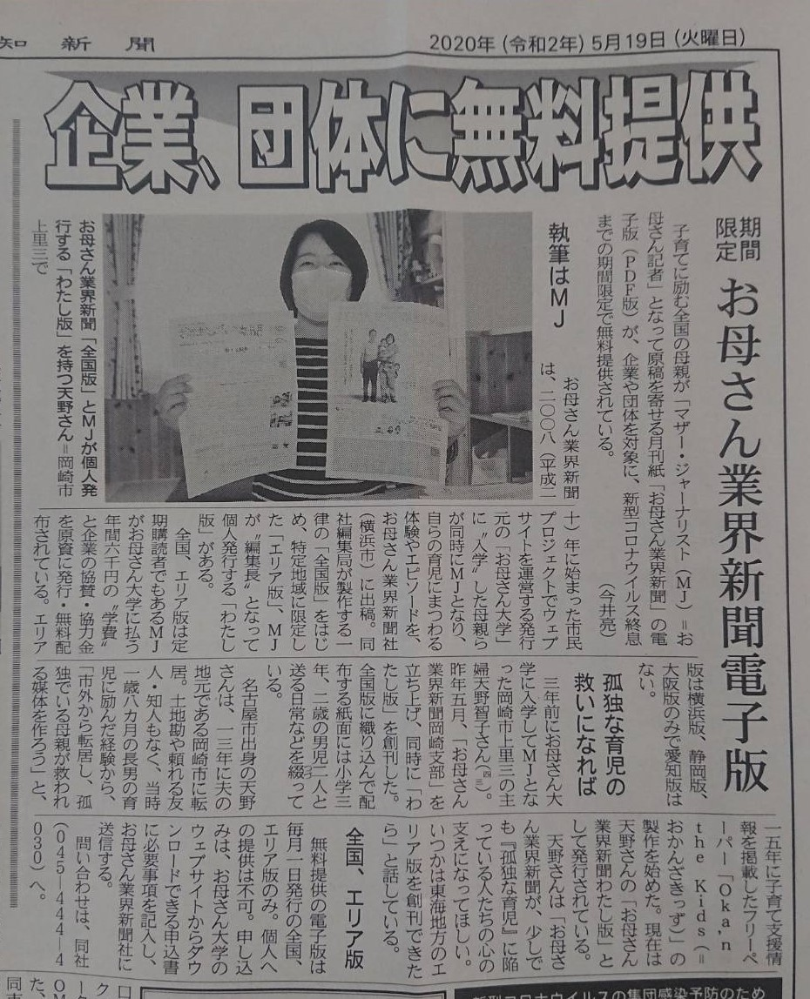 知新聞
2020年(令和2年)5月19日(火曜日)
企業、団体に無料提供
期間
限定
お母さん業界新聞電子版
子育てに励む全国の母親が「マザー・ジャーナリスト(MJ)=お
母さん記者」となって原稿を寄せる月刊紙「お母さん業界新聞」の電
子版(PDF版)が、企業や団体を対象に、新型コロナウイルス終息
までの期間限定で無料提供されている。
(今井亮)
執筆はMJ
お母さん業界新聞
は、二〇〇八(平成二
十)年に始まった市民
プロジェクトでウェブ
サイトを運営する発行
元の「お母さん大学」
に〝入学〟した母親ら
が同時にMJとなり、
自らの育児にまつわる
体験やエピソードを、
お母さん業界新聞社
(横浜市)に出稿。同
社編集局が製作する一
律の「全国版」をはじ
め、特定地域に限定し
た「エリア版」、MJ
が〝編集長〟となって
個人発行する「わたし
版」がある。
全国、エリア版は定
期購読者でもあるMJ
がお母さん大学に払う
年間六千円の〝学費〟
と企業の協賛・協力金
を原資に発行・無料配
布されている。エリア
版は横浜版、静岡版、
大阪版のみで愛知版は
ない。
孤独な育児の
救いになれば
三年前にお母さん大
学に入学してMJとな
った岡崎市上里三の主
婦天野智子さん(四三)。
昨年五月、「お母さん
業界新聞岡崎支部」を
立ち上げ、同時に「わ
たし版」を創刊した。
全国版に織り込んで配
布する紙面には小学三
年、二歳の男児二人と
送る日常などを綴って
いる。
名古屋市出身の天野
さんは、一三年に夫の
地元である岡崎市に転
居。土地勘や頼れる友
人・知人もなく、当時
一歳八カ月の長男の育
児に励んだ経験から、
「市外から転居し、孤
独でいる母親が救われ
る媒体を作ろう」と、
一五年に子育て支援情
報を掲載したフリーペ
ーパー「Oka,n
the Kids(=
おかんざきっず)」の
製作を始めた。現在は
天野さんの「お母さん
業界新聞わたし版」と
して発行されている。
天野さんは「お母さ
ん業界新聞が、少しで
も『孤独な育児』に陥
っている人たちの心の
支えになってほしい。
いつかは東海地方のエ
リア版を創刊できた
ら」と話している。
全国、エリア版
無料提供の電子版は
毎月一日発行の全国、
エリア版のみ。個人へ
の提供は不可。申し込
みは、お母さん大学の
ウェブサイトからダウ
ンロードできる申込書
に必要事項を記入し、
お母さん業界新聞社に
送信する。
問い合わせは、同社
(045-444-4
030)へ。
お母さん業界新聞「全国版」とMJが個人発
行する「わたし版」を持つ天野さん=岡崎市
上里三で
新型コロナウイルスの集団感染予防のため